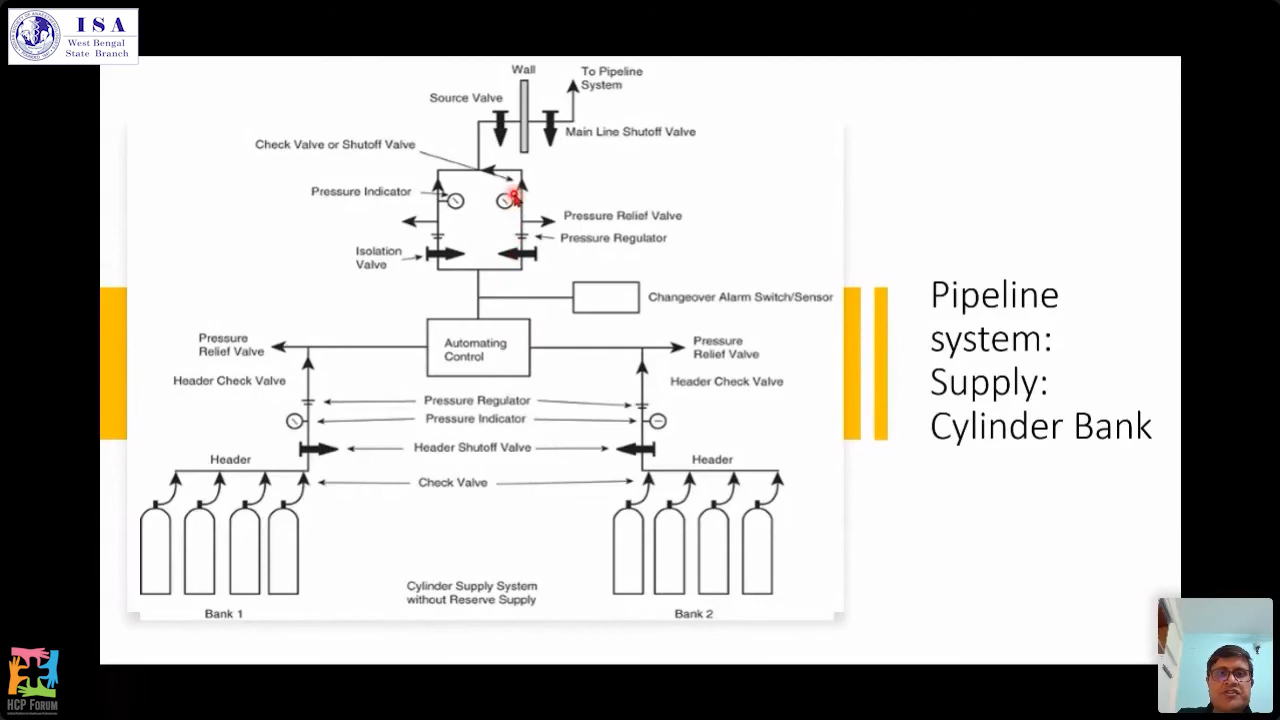 ISA
West Bengal
State Branch
Wall
To Pipeline
System
Source Valve
Main Line Shutoff Valve
Check Valve or Shutoff Valve
Pressure Indicator
Pressure Relief Valve
Pressure Regulator
Isolation
Valve
Changeover Alarm Switch/Sensor
Automating
Control
Pressure
Relief Valve
Pressure
Relief Valve
Header Check Valve
Header Check Valve
Pressure Regulator
Pressure Indicator
Header Shutoff Valve
Header
Header
Check Valve
Cylinder Supply System
without Reserve Supply
Bank 1
Bank 2
Pipeline
system:
Supply:
Cylinder Bank
HCP FORUM